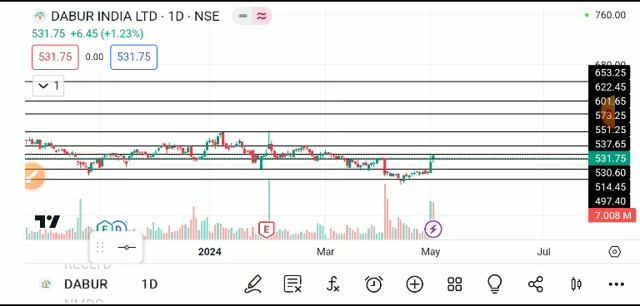 DABUR INDIA LTD · 1D · NSE
760.00
531.75 +6.45 (+1.23%)
531.75 0.00 531.75
680.00
653.25
1
622.45
601.65
573.25
551.25
537.65
531.75
530.60
514.45
497.40
7.008 M
E D E
2024 Mar May Jul
RECLTD
DABUR 1D
NMDC